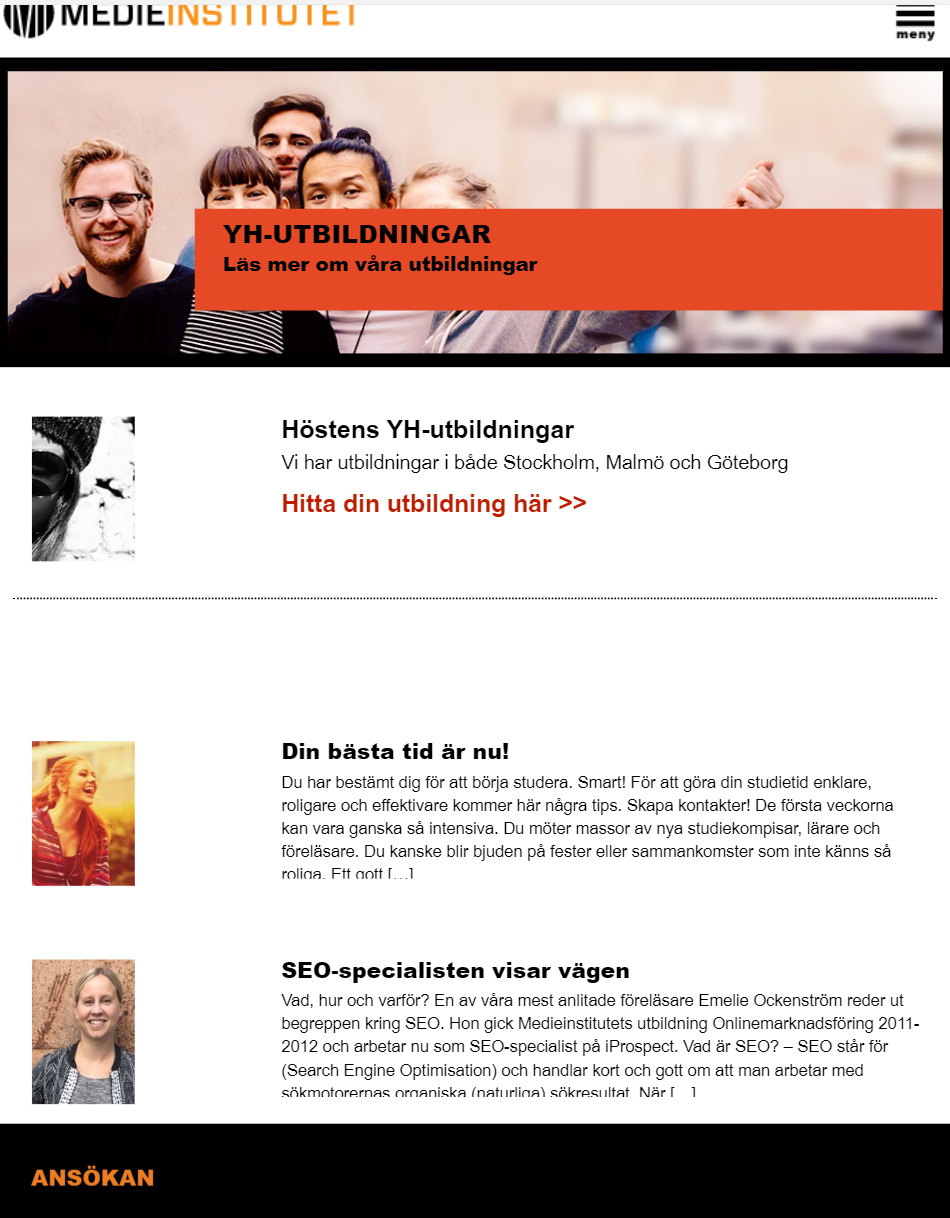 MEDIEINSTITUTET
meny
YH-UTBILDNINGAR
Läs mer om våra utbildningar
Höstens YH-utbildningar
Vi har utbildningar i både Stockholm, Malmö och Göteborg
Hitta din utbildning här >>
Din bästa tid är nu!
Du har bestämt dig för att börja studera. Smart! För att göra din studietid enklare,
roligare och effektivare kommer här några tips. Skapa kontakter! De första veckorna
kan vara ganska så intensiva. Du möter massor av nya studiekompisar, lärare och
föreläsare. Du kanske blir bjuden på fester eller sammankomster som inte känns så
roliga. Ett gott […]
SEO-specialisten visar vägen
Vad, hur och varför? En av våra mest anlitade föreläsare Emelie Ockenström reder ut
begreppen kring SEO. Hon gick Medieinstitutets utbildning Onlinemarknadsföring 2011-
2012 och arbetar nu som SEO-specialist på iProspect. Vad är SEO? – SEO står för
(Search Engine Optimisation) och handlar kort och gott om att man arbetar med
sökmotorernas organiska (naturliga) sökresultat. När […]
ANSÖKAN